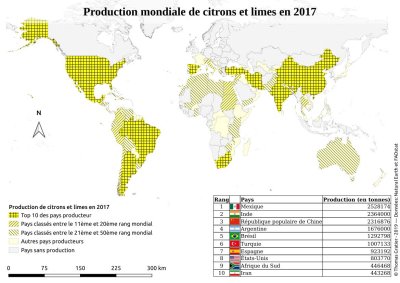 Production mondiale de citrons et limes en 2017
N
Production de citrons et limes en 2017
Top 10 des pays producteur
Pays classés entre le 11ème et 20ème rang mondial
Pays classés entre le 21ème et 50ème rang mondial
Autres pays producteurs
Pays sans production
0 75 150 225 300 km
Rang Pays Production (en tonnes)
1 Mexique 2528174
2 Inde 2364000
3 République populaire de Chine 2316876
4 Argentine 1676000
5 Brésil 1292798
6 Turquie 1007133
7 Espagne 923192
8 États-Unis 803770
9 Afrique du Sud 446468
10 Iran 443268
© Thomas Gratier - 2019 — Données: Natural Earth et FAOstat